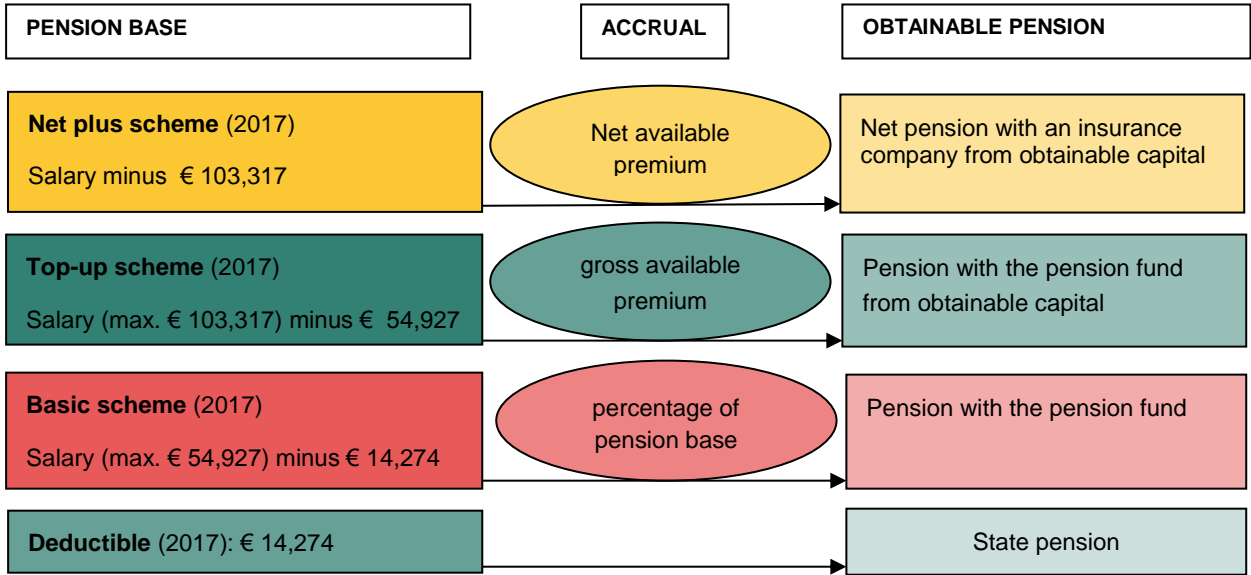 PENSION BASE
ACCRUAL
OBTAINABLE PENSION
Net plus scheme (2017)
Salary minus € 103,317
Net available
premium
Net pension with an insurance
company from obtainable capital
Top-up scheme (2017)
Salary (max. € 103,317) minus € 54,927
gross available
premium
Pension with the pension fund
from obtainable capital
Basic scheme (2017)
Salary (max. € 54,927) minus € 14,274
percentage of
pension base
Pension with the pension fund
Deductible (2017): € 14,274
State pension